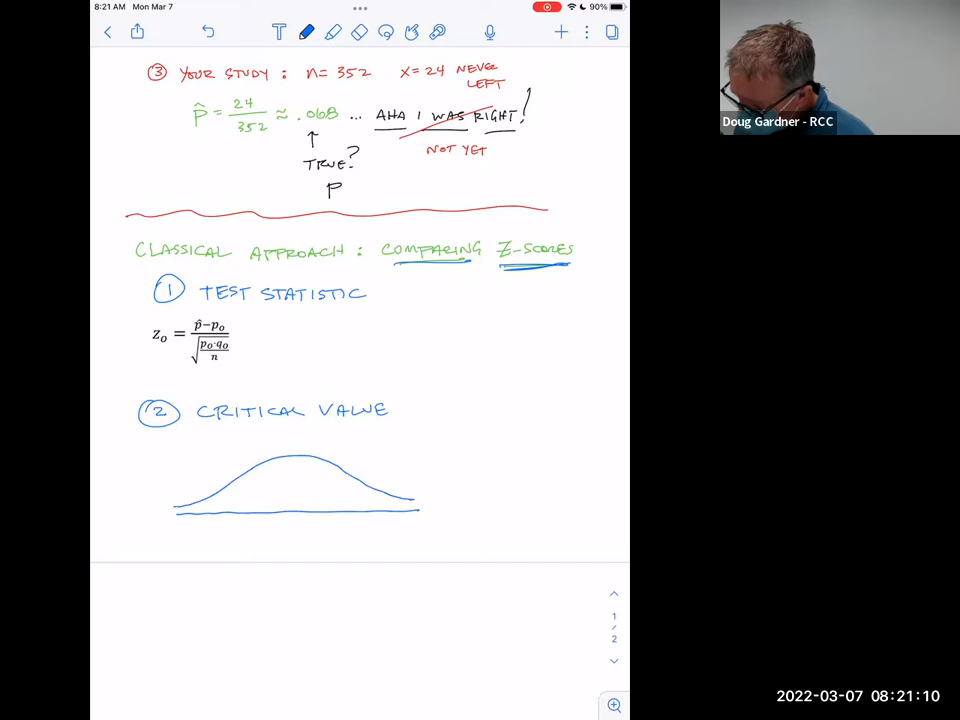 8:21 AM Mon Mar 7
90%
③ YOUR STUDY : n = 352 x = 24 NEVER LEFT
p̂ = 24/352 ≈ .068 ... AHA I WAS RIGHT!
NOT YET
TRUE?
p
CLASSICAL APPROACH : COMPARING Z-SCORES
① TEST STATISTIC
z₀ = (p̂−p₀)/√(p₀·q₀/n)
② CRITICAL VALUE
1
/
2
Doug Gardner - RCC
2022-03-07 08:21:10